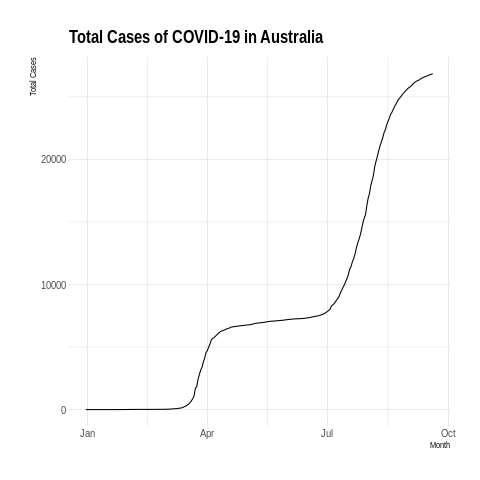 Total Cases of COVID-19 in Australia
Total Cases
20000
10000
0
Jan Apr Jul Oct
Month